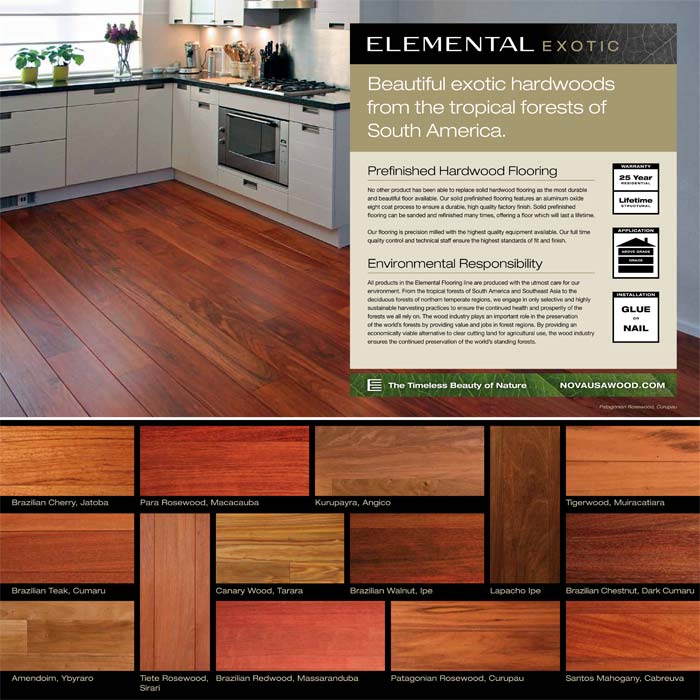 ELEMENTAL EXOTIC
Beautiful exotic hardwoods
from the tropical forests of
South America.
Prefinished Hardwood Flooring
No other product has been able to replace solid hardwood flooring as the most durable
and beautiful floor available. Our solid prefinished flooring features an aluminum oxide
eight coat process to ensure a durable, high quality factory finish. Solid prefinished
flooring can be sanded and refinished many times, offering a floor which will last a lifetime.
Our flooring is precision milled with the highest quality equipment available. Our full time
quality control and technical staff ensure the highest standards of fit and finish.
Environmental Responsibility
All products in the Elemental Flooring line are produced with the utmost care for our
environment. From the tropical forests of South America and Southeast Asia to the
deciduous forests of northern temperate regions, we engage in only selective and highly
sustainable harvesting practices to ensure the continued health and prosperity of the
forests we all rely on. The wood industry plays an important role in the preservation
of the world's forests by providing value and jobs in forest regions. By providing an
economically viable alternative to clear cutting land for agricultural use, the wood industry
ensures the continued preservation of the world's standing forests.
WARRANTY
25 Year
RESIDENTIAL
Lifetime
STRUCTURAL
APPLICATION
ABOVE GRADE
GRADE
INSTALLATION
GLUE
OR
NAIL
The Timeless Beauty of Nature
NOVAUSAWOOD.COM
Patagonian Rosewood, Curupau
Brazilian Cherry, Jatoba
Para Rosewood, Macacauba
Kurupayra, Angico
Tigerwood, Muiracatiara
Brazilian Teak, Cumaru
Canary Wood, Tarara
Brazilian Walnut, Ipe
Lapacho Ipe
Brazilian Chestnut, Dark Cumaru
Amendoim, Ybyraro
Tiete Rosewood,
Sirari
Brazilian Redwood, Massaranduba
Patagonian Rosewood, Curupau
Santos Mahogany, Cabreuva